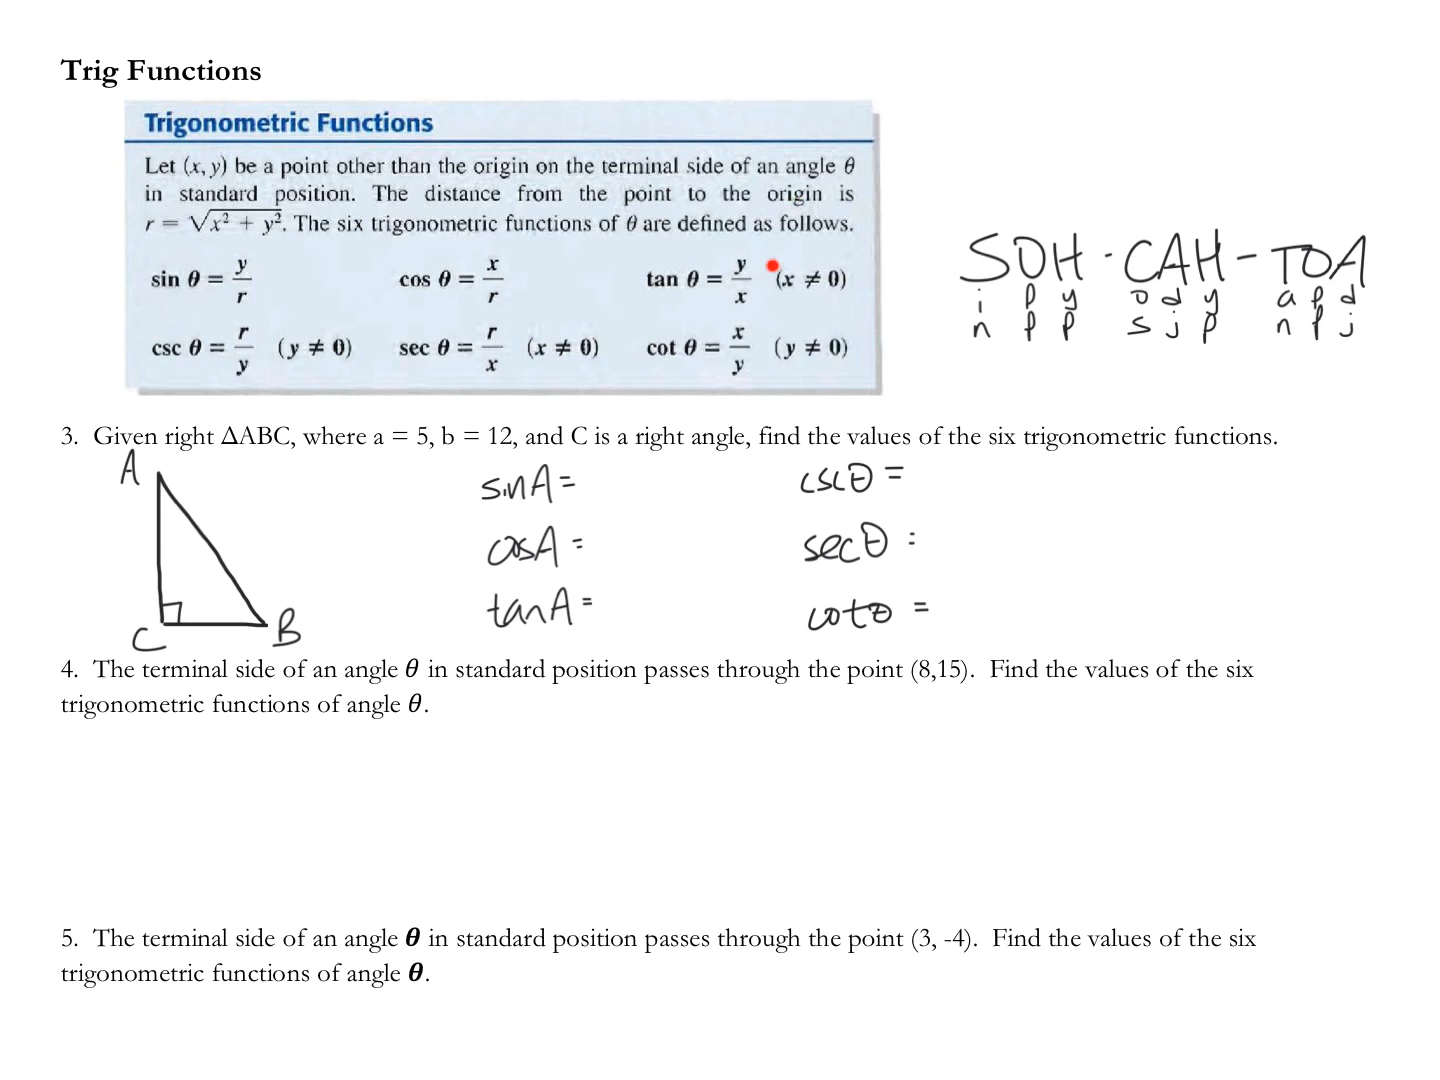 Trig Functions
Trigonometric Functions
Let (x, y) be a point other than the origin on the terminal side of an angle θ
in standard position. The distance from the point to the origin is
r = √x² + y². The six trigonometric functions of θ are defined as follows.
sin θ = y/r cos θ = x/r tan θ = y/x (x ≠ 0)
csc θ = r/y (y ≠ 0) sec θ = r/x (x ≠ 0) cot θ = x/y (y ≠ 0)
SOH - CAH - TOA
i p y o d y a p d
n p p s j p n p j
3. Given right ΔABC, where a = 5, b = 12, and C is a right angle, find the values of the six trigonometric functions.
A
C
B
sinA =
cosA =
tanA =
cscθ =
secθ =
cotθ =
4. The terminal side of an angle θ in standard position passes through the point (8,15). Find the values of the six
trigonometric functions of angle θ.
5. The terminal side of an angle θ in standard position passes through the point (3, -4). Find the values of the six
trigonometric functions of angle θ.